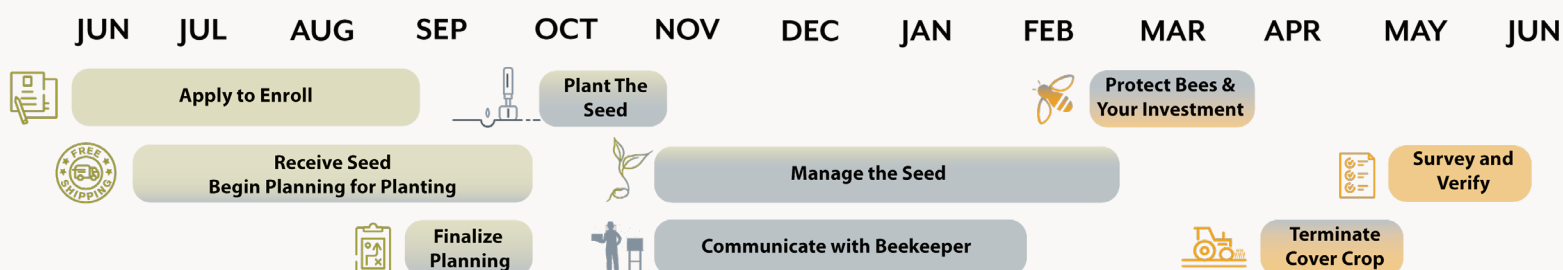 JUN JUL AUG SEP OCT NOV DEC JAN FEB MAR APR MAY JUN
Apply to Enroll
Plant The
Seed
Protect Bees &
Your Investment
FREE
SHIPPING
Receive Seed
Begin Planning for Planting
Manage the Seed
Survey and
Verify
Finalize
Planning
Communicate with Beekeeper
Terminate
Cover Crop